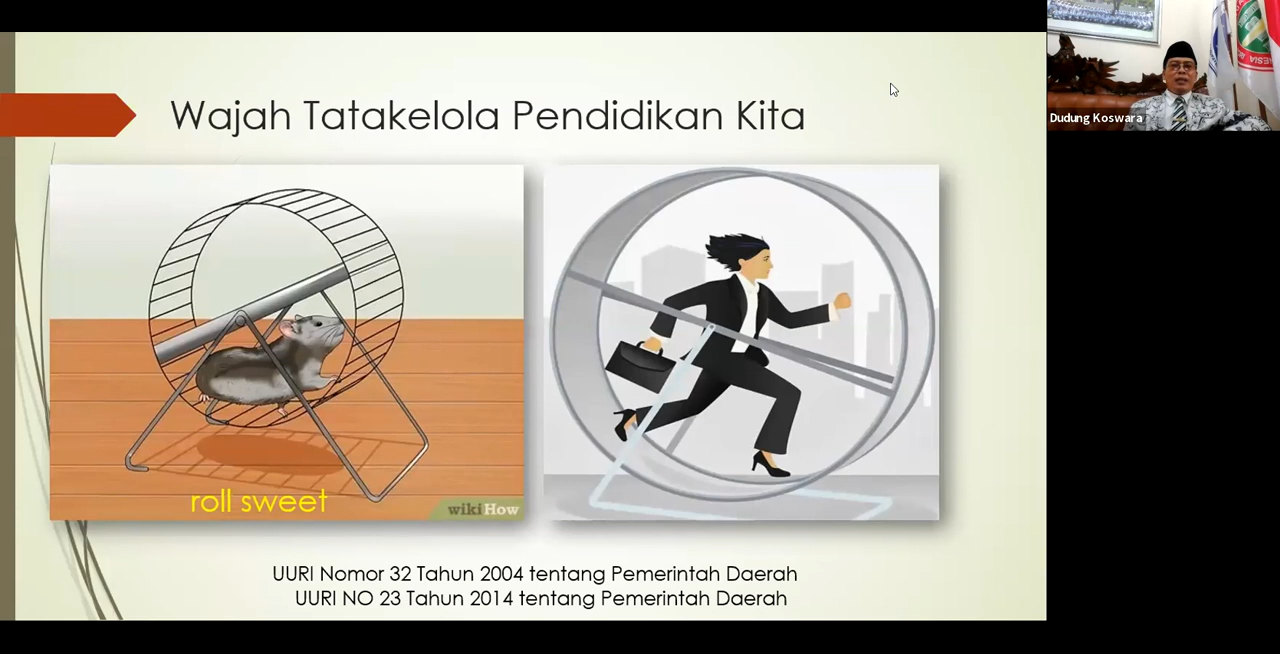 Wajah Tatakelola Pendidikan Kita
roll sweet
wikiHow
UURI Nomor 32 Tahun 2004 tentang Pemerintah Daerah
UURI NO 23 Tahun 2014 tentang Pemerintah Daerah
Dudung Koswara